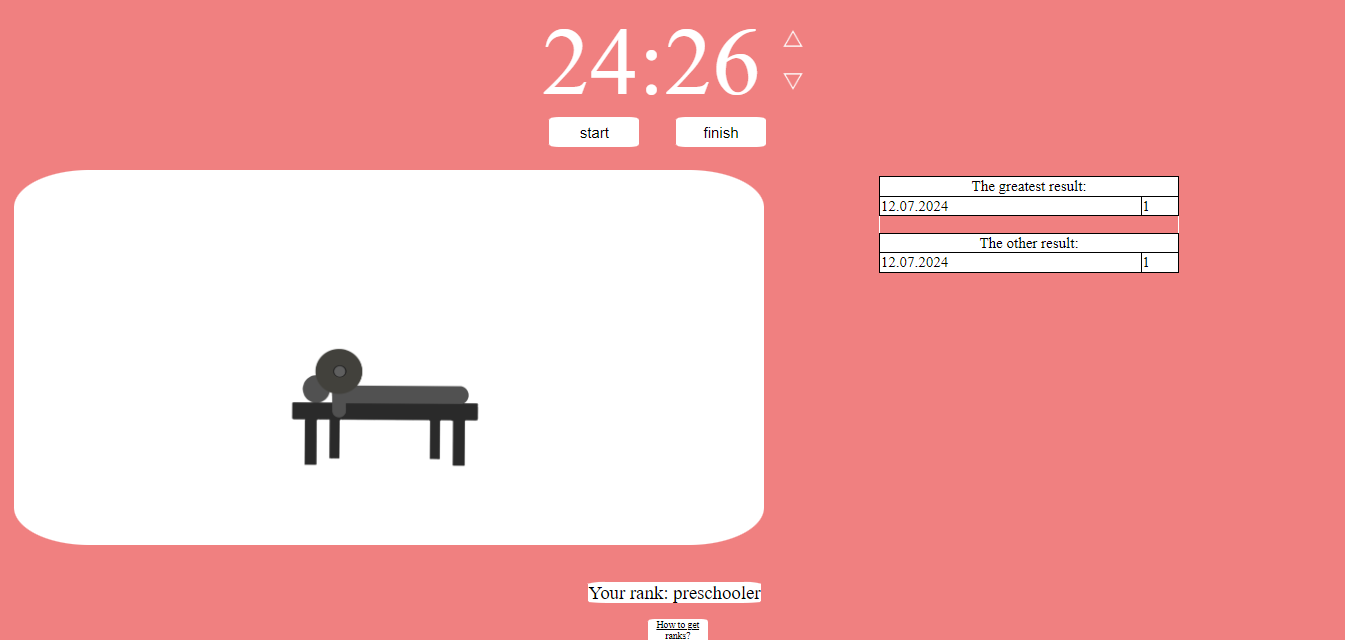 24:26
start finish
The greatest result:
12.07.2024 1
The other result:
12.07.2024 1
Your rank: preschooler
How to get
ranks?